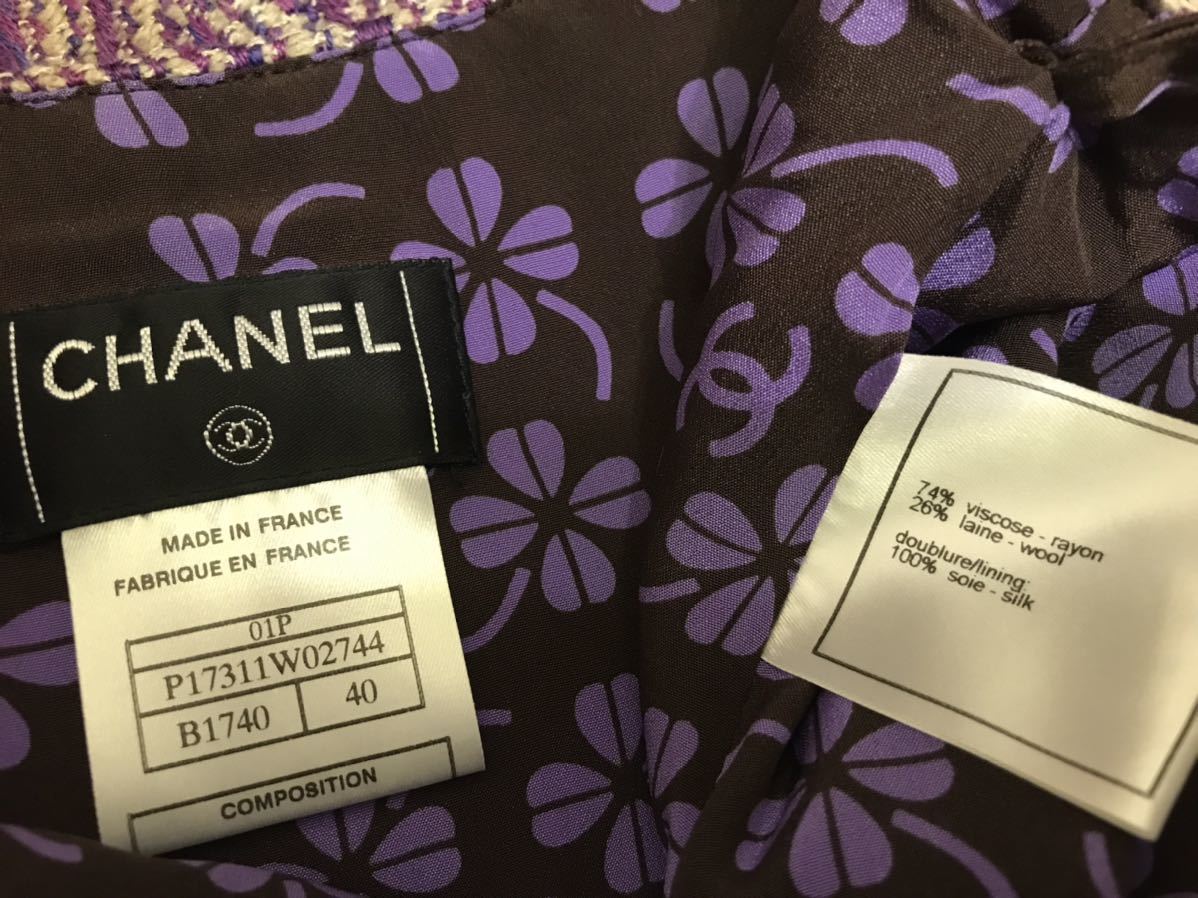 CHANEL
MADE IN FRANCE
FABRIQUE EN FRANCE
01P
P17311W02744
B1740 40
COMPOSITION
74% viscose - rayon
26% laine - wool
doublure/lining:
100% soie - silk